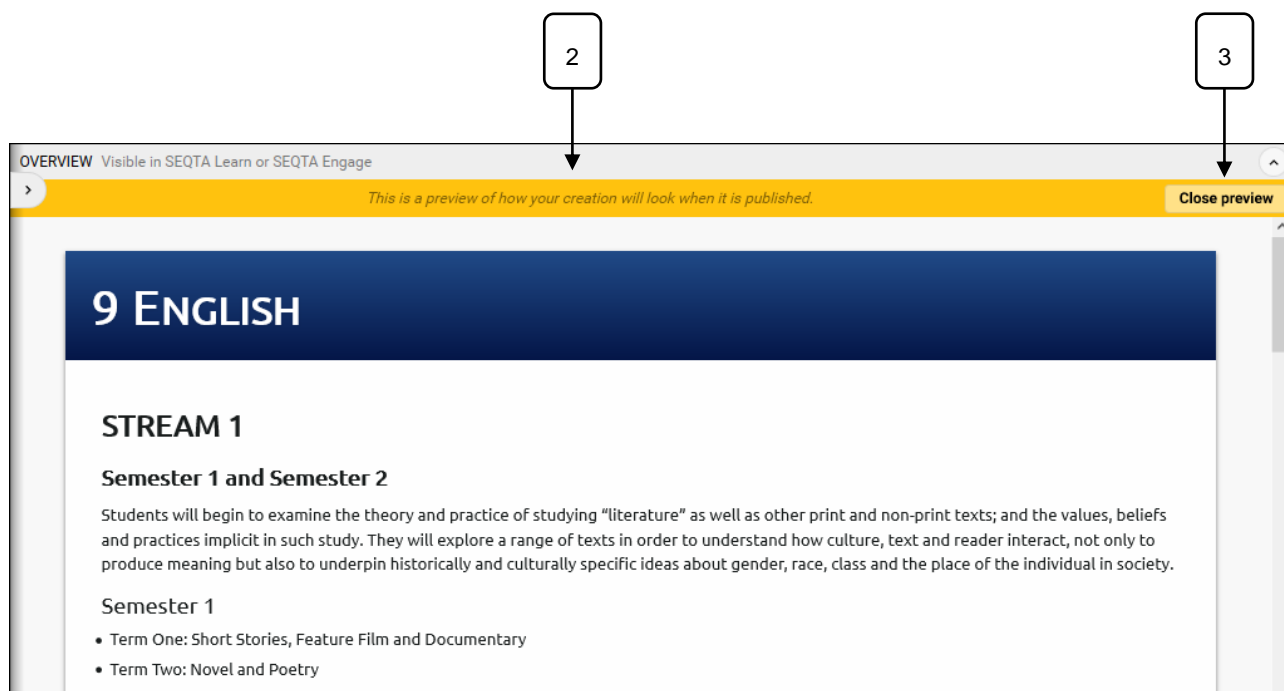 2
3
OVERVIEW Visible in SEQTA Learn or SEQTA Engage
This is a preview of how your creation will look when it is published.
Close preview
9 ENGLISH
STREAM 1
Semester 1 and Semester 2
Students will begin to examine the theory and practice of studying “literature” as well as other print and non-print texts; and the values, beliefs
and practices implicit in such study. They will explore a range of texts in order to understand how culture, text and reader interact, not only to
produce meaning but also to underpin historically and culturally specific ideas about gender, race, class and the place of the individual in society.
Semester 1
• Term One: Short Stories, Feature Film and Documentary
• Term Two: Novel and Poetry